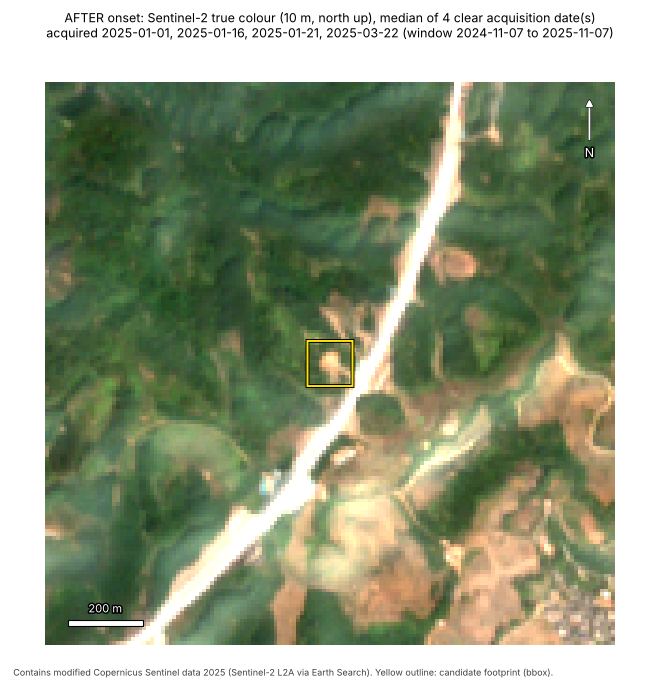 AFTER onset: Sentinel-2 true colour (10 m, north up), median of 4 clear acquisition date(s)
acquired 2025-01-01, 2025-01-16, 2025-01-21, 2025-03-22 (window 2024-11-07 to 2025-11-07)
N
200 m
Contains modified Copernicus Sentinel data 2025 (Sentinel-2 L2A via Earth Search). Yellow outline: candidate footprint (bbox).